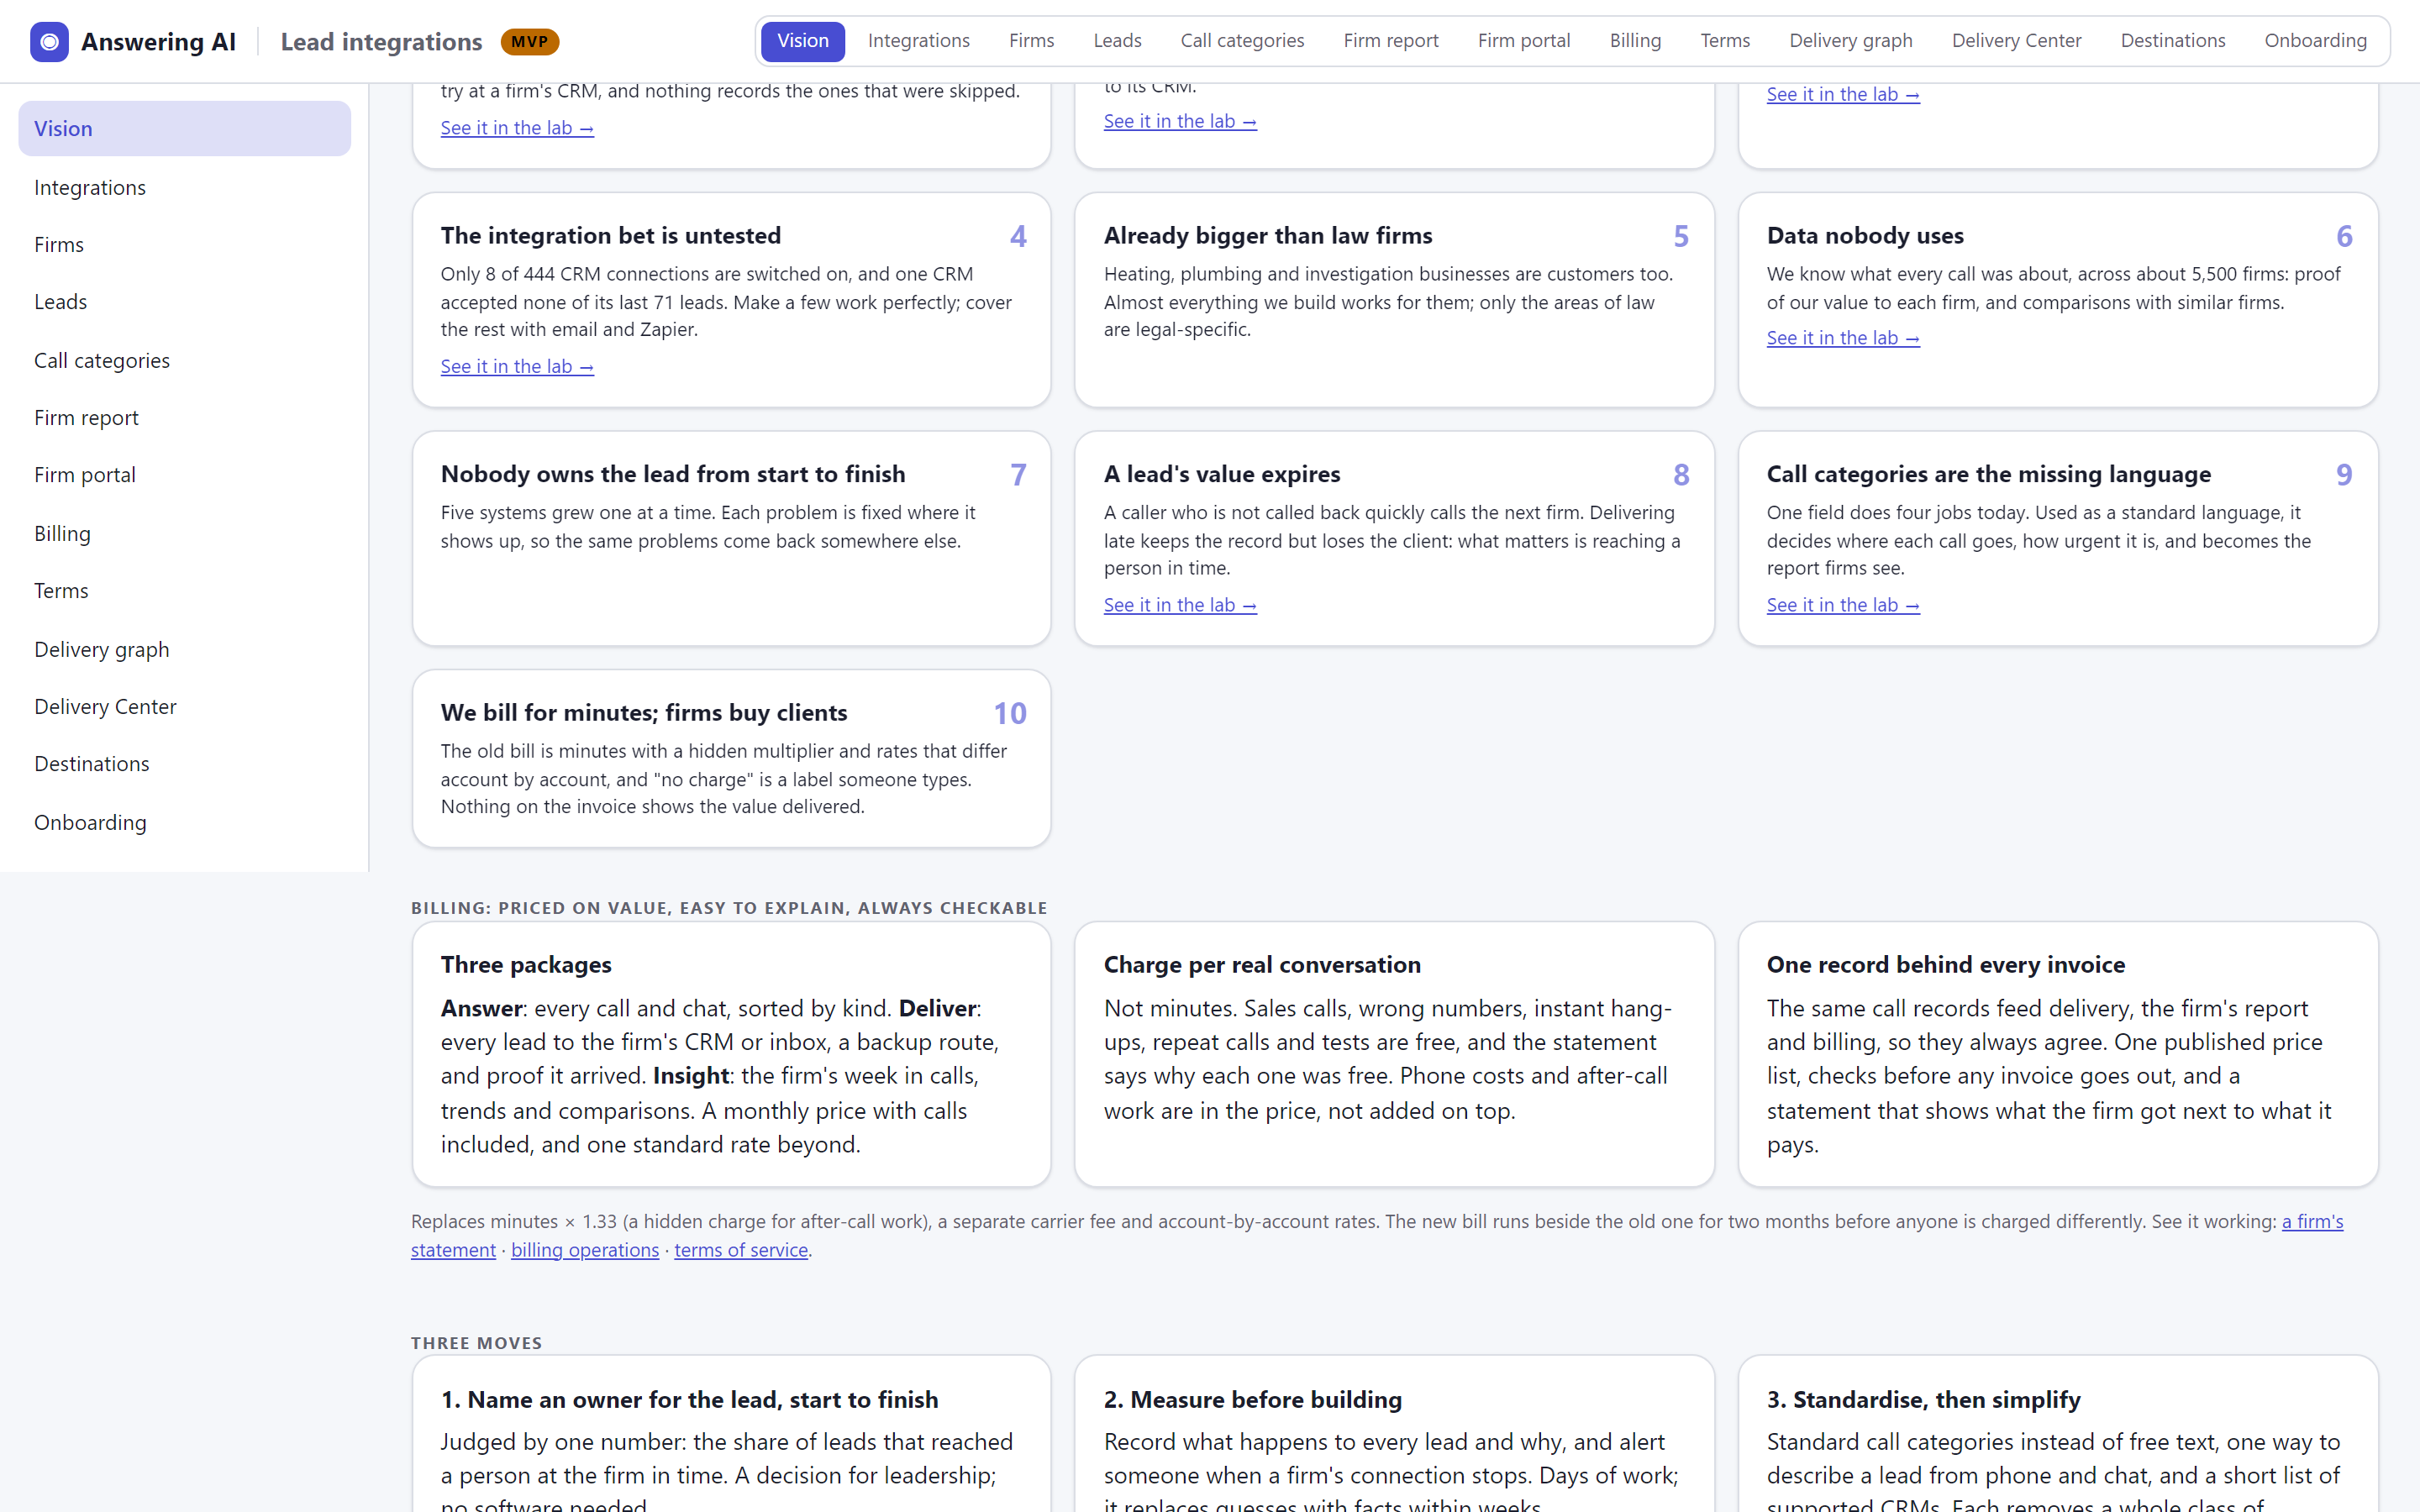 Answering AI
Lead integrations
MVP
Vision
Integrations
Firms
Leads
Call categories
Firm report
Firm portal
Billing
Terms
Delivery graph
Delivery Center
Destinations
Onboarding
Vision
Integrations
Firms
Leads
Call categories
Firm report
Firm portal
Billing
Terms
Delivery graph
Delivery Center
Destinations
Onboarding
try at a firm's CRM, and nothing records the ones that were skipped.
See it in the lab →
to its CRM.
See it in the lab →
See it in the lab →
The integration bet is untested
4
Only 8 of 444 CRM connections are switched on, and one CRM
accepted none of its last 71 leads. Make a few work perfectly; cover
the rest with email and Zapier.
See it in the lab →
Already bigger than law firms
5
Heating, plumbing and investigation businesses are customers too.
Almost everything we build works for them; only the areas of law
are legal-specific.
Data nobody uses
6
We know what every call was about, across about 5,500 firms: proof
of our value to each firm, and comparisons with similar firms.
See it in the lab →
Nobody owns the lead from start to finish
7
Five systems grew one at a time. Each problem is fixed where it
shows up, so the same problems come back somewhere else.
A lead's value expires
8
A caller who is not called back quickly calls the next firm. Delivering
late keeps the record but loses the client: what matters is reaching a
person in time.
See it in the lab →
Call categories are the missing language
9
One field does four jobs today. Used as a standard language, it
decides where each call goes, how urgent it is, and becomes the
report firms see.
See it in the lab →
We bill for minutes; firms buy clients
10
The old bill is minutes with a hidden multiplier and rates that differ
account by account, and "no charge" is a label someone types.
Nothing on the invoice shows the value delivered.
BILLING: PRICED ON VALUE, EASY TO EXPLAIN, ALWAYS CHECKABLE
Three packages
Answer: every call and chat, sorted by kind. Deliver:
every lead to the firm's CRM or inbox, a backup route,
and proof it arrived. Insight: the firm's week in calls,
trends and comparisons. A monthly price with calls
included, and one standard rate beyond.
Charge per real conversation
Not minutes. Sales calls, wrong numbers, instant hang-
ups, repeat calls and tests are free, and the statement
says why each one was free. Phone costs and after-call
work are in the price, not added on top.
One record behind every invoice
The same call records feed delivery, the firm's report
and billing, so they always agree. One published price
list, checks before any invoice goes out, and a
statement that shows what the firm got next to what it
pays.
Replaces minutes × 1.33 (a hidden charge for after-call work), a separate carrier fee and account-by-account rates. The new bill runs beside the old one for two months before anyone is charged differently. See it working: a firm's
statement · billing operations · terms of service.
THREE MOVES
1. Name an owner for the lead, start to finish
Judged by one number: the share of leads that reached
a person at the firm in time. A decision for leadership;
no software needed.
2. Measure before building
Record what happens to every lead and why, and alert
someone when a firm's connection stops. Days of work;
it replaces guesses with facts within weeks.
3. Standardise, then simplify
Standard call categories instead of free text, one way to
describe a lead from phone and chat, and a short list of
supported CRMs. Each removes a whole class of